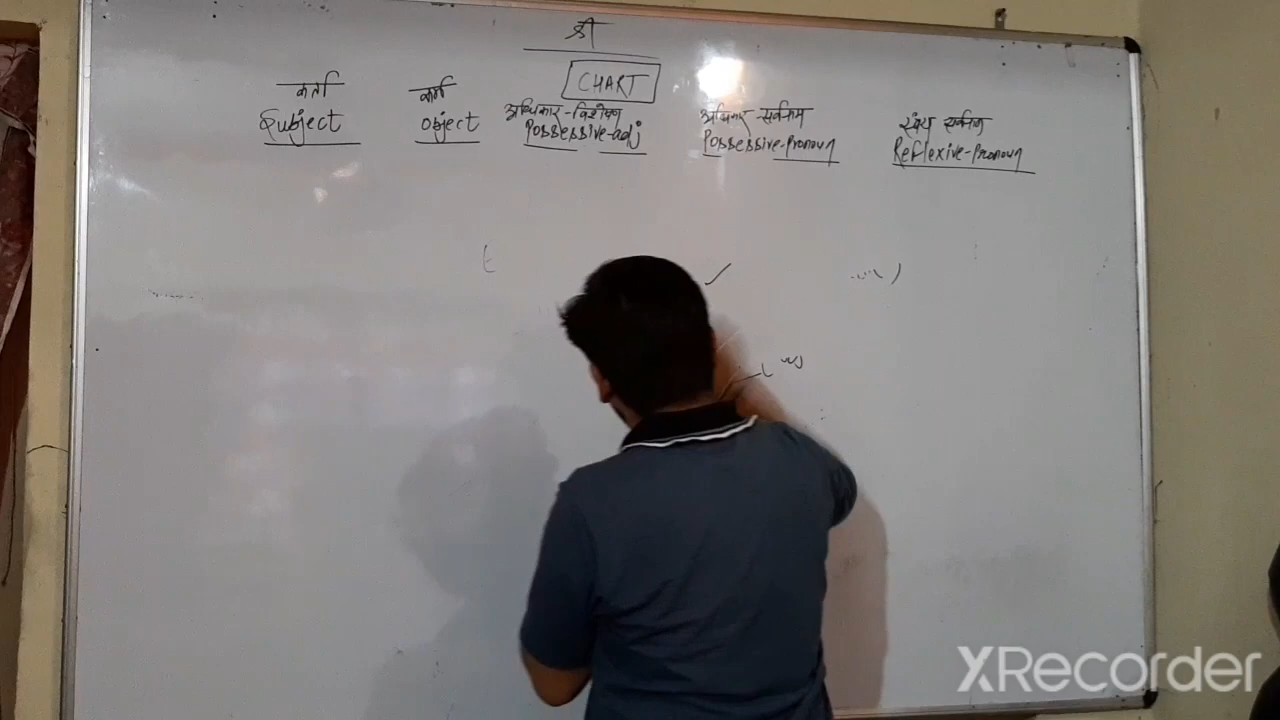 श्री
CHART
कर्ता
Subject
कर्म
Object
अधिकार-विशेषण
Possessive-adj
अधिकार-सर्वनाम
Possessive-Pronoun
स्वंय सर्वनाम
Reflexive-Pronoun
XRecorder